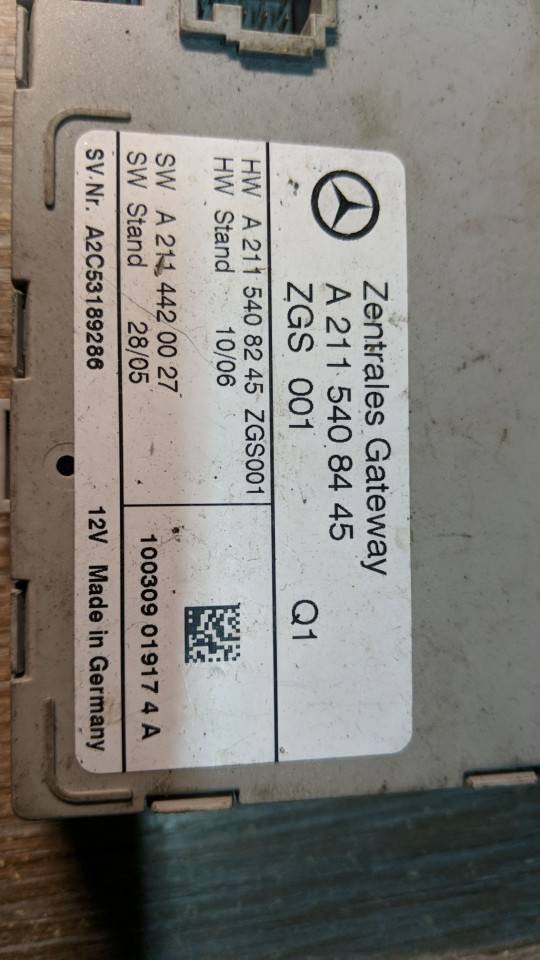 Zentrales Gateway
A 211 540 84 45
ZGS 001 Q1
HW A 211 540 82 45 ZGS001
HW Stand 10/06
SW A 211 442 00 27
SW Stand 28/05
100309 01917 4 A
SV.Nr. A2C53189286 12V Made in Germany